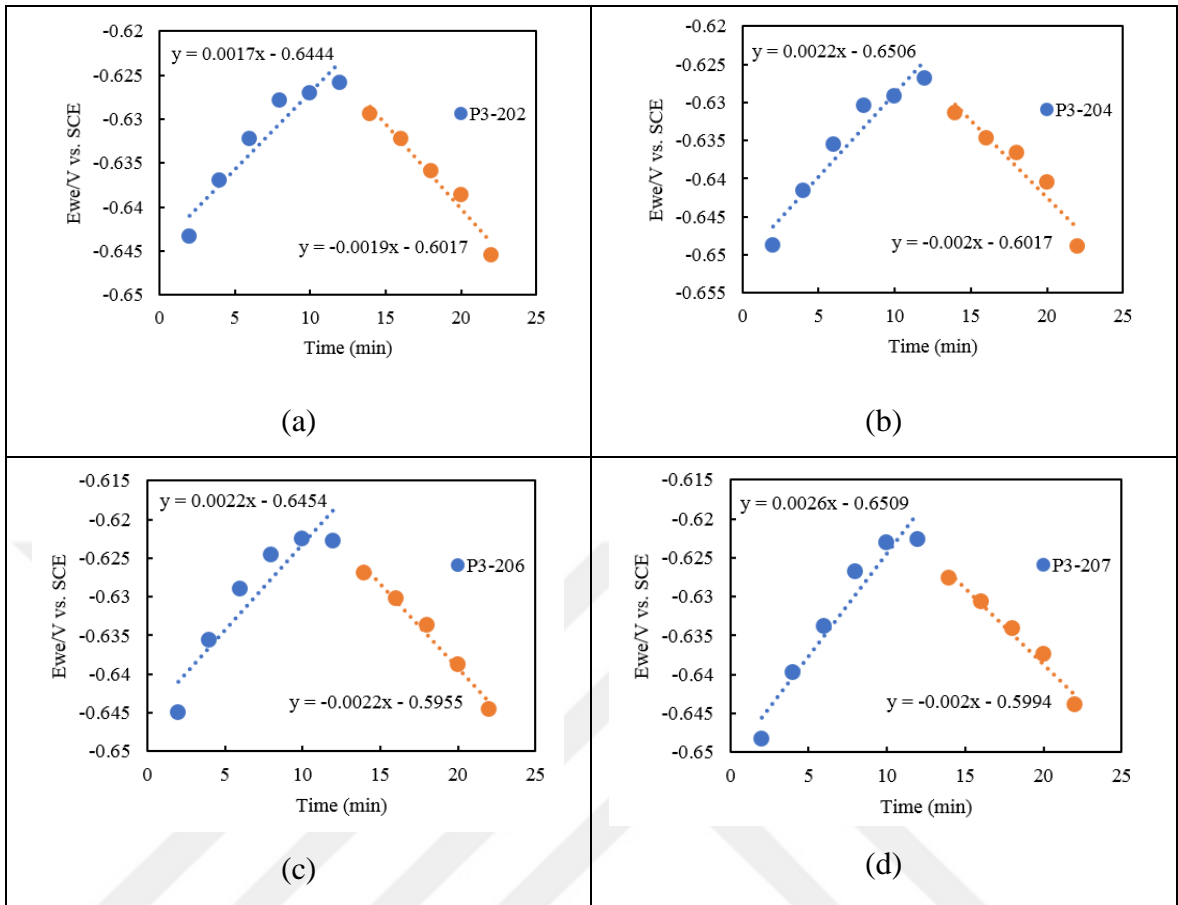 -0.62
y = 0.0017x - 0.6444
-0.625
P3-202
-0.63
-0.635
-0.64
-0.645
y = -0.0019x - 0.6017
-0.65
0 5 10 15 20 25
Ewe/V vs. SCE
Time (min)
(a)
-0.62
y = 0.0022x - 0.6506
-0.625
-0.63
P3-204
-0.635
-0.64
-0.645
y = -0.002x - 0.6017
-0.65
-0.655
0 5 10 15 20 25
Ewe/V vs. SCE
Time (min)
(b)
-0.615
y = 0.0022x - 0.6454
-0.62
-0.625
P3-206
-0.63
-0.635
-0.64
y = -0.0022x - 0.5955
-0.645
-0.65
0 5 10 15 20 25
Ewe/V vs. SCE
Time (min)
(c)
-0.615
y = 0.0026x - 0.6509
-0.62
-0.625
P3-207
-0.63
-0.635
-0.64
y = -0.002x - 0.5994
-0.645
-0.65
0 5 10 15 20 25
Ewe/V vs. SCE
Time (min)
(d)